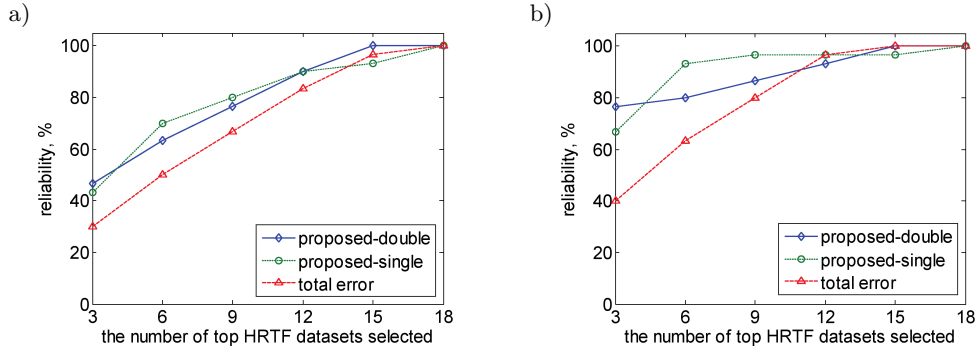 a)
reliability, %
100
80
60
40
20
0
3 6 9 12 15 18
the number of top HRTF datasets selected
proposed-double
proposed-single
total error
b)
reliability, %
100
80
60
40
20
0
3 6 9 12 15 18
the number of top HRTF datasets selected
proposed-double
proposed-single
total error